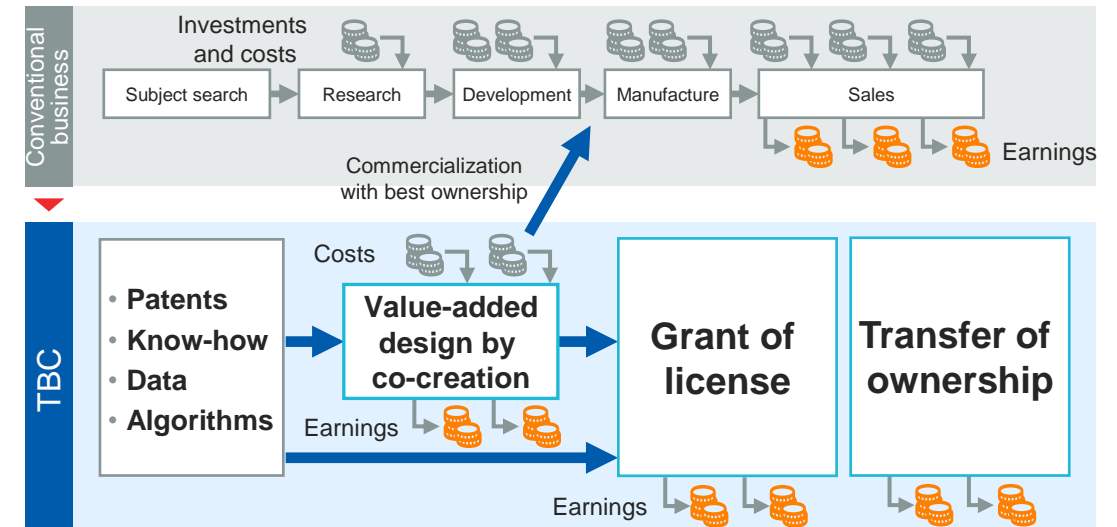 Conventional
business
Investments
and costs
Subject search
Research
Development
Manufacture
Sales
Earnings
Commercialization
with best ownership
TBC
• Patents
• Know-how
• Data
• Algorithms
Costs
Value-added
design by
co-creation
Earnings
Grant of
license
Transfer of
ownership
Earnings